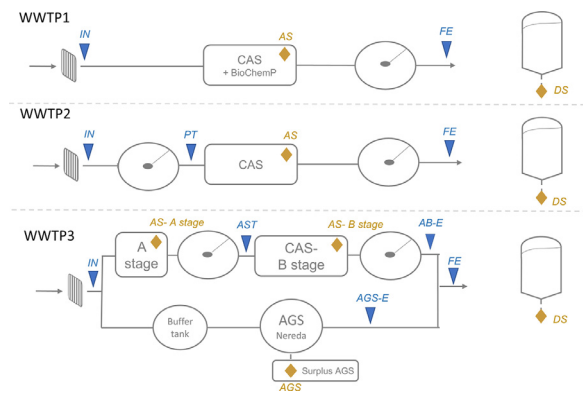 WWTP1
IN
AS
FE
CAS
+ BioChemP
DS
WWTP2
IN
PT
AS
FE
CAS
DS
WWTP3
AS- A stage
AST
AS- B stage
AB-E
IN
A
stage
CAS-
B stage
FE
AGS-E
Buffer
tank
AGS
Nereda
DS
Surplus AGS
AGS